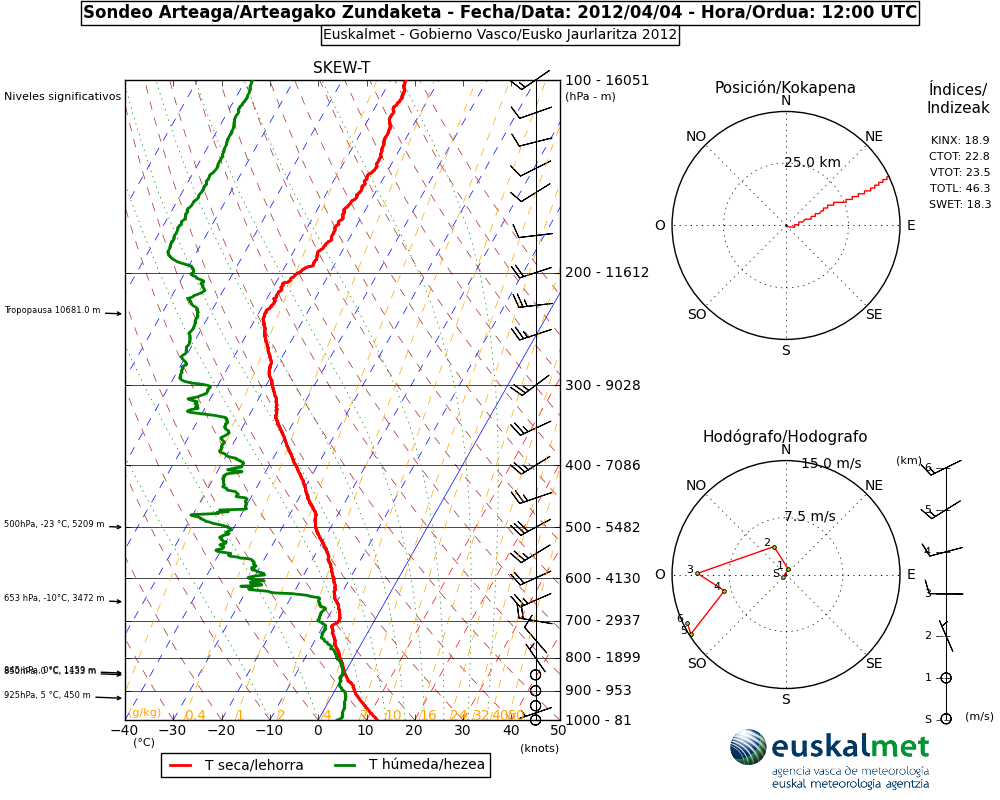 Sondeo Arteaga/Arteagako Zundaketa - Fecha/Data: 2012/04/04 - Hora/Ordua: 12:00 UTC
Euskalmet - Gobierno Vasco/Eusko Jaurlaritza 2012
SKEW-T
Niveles significativos
Tropopausa 10681.0 m
500hPa, -23 °C, 5209 m
653 hPa, -10°C, 3472 m
925hPa, 5 °C, 450 m
100 - 16051
(hPa - m)
200 - 11612
300 - 9028
400 - 7086
500 - 5482
600 - 4130
700 - 2937
800 - 1899
900 - 953
1000 - 81
(g/kg) 0.4 1 2 4 10 16 24 32 40
−40 −30 −20 −10 0 10 20 30 40 50
(°C)
(knots)
T seca/lehorra T húmeda/hezea
Posición/Kokapena
N
NO NE
25.0 km
O E
SO SE
S
Índices/
Indizeak
KINX: 18.9
CTOT: 22.8
VTOT: 23.5
TOTL: 46.3
SWET: 18.3
Hodógrafo/Hodografo
N
15.0 m/s
NO NE
7.5 m/s
O E
SO SE
S
S 1 2 3 4 5 6
(km)
6
5
4
3
2
1
S
(m/s)
euskalmet
agencia vasca de meteorología
euskal meteorologia agentzia